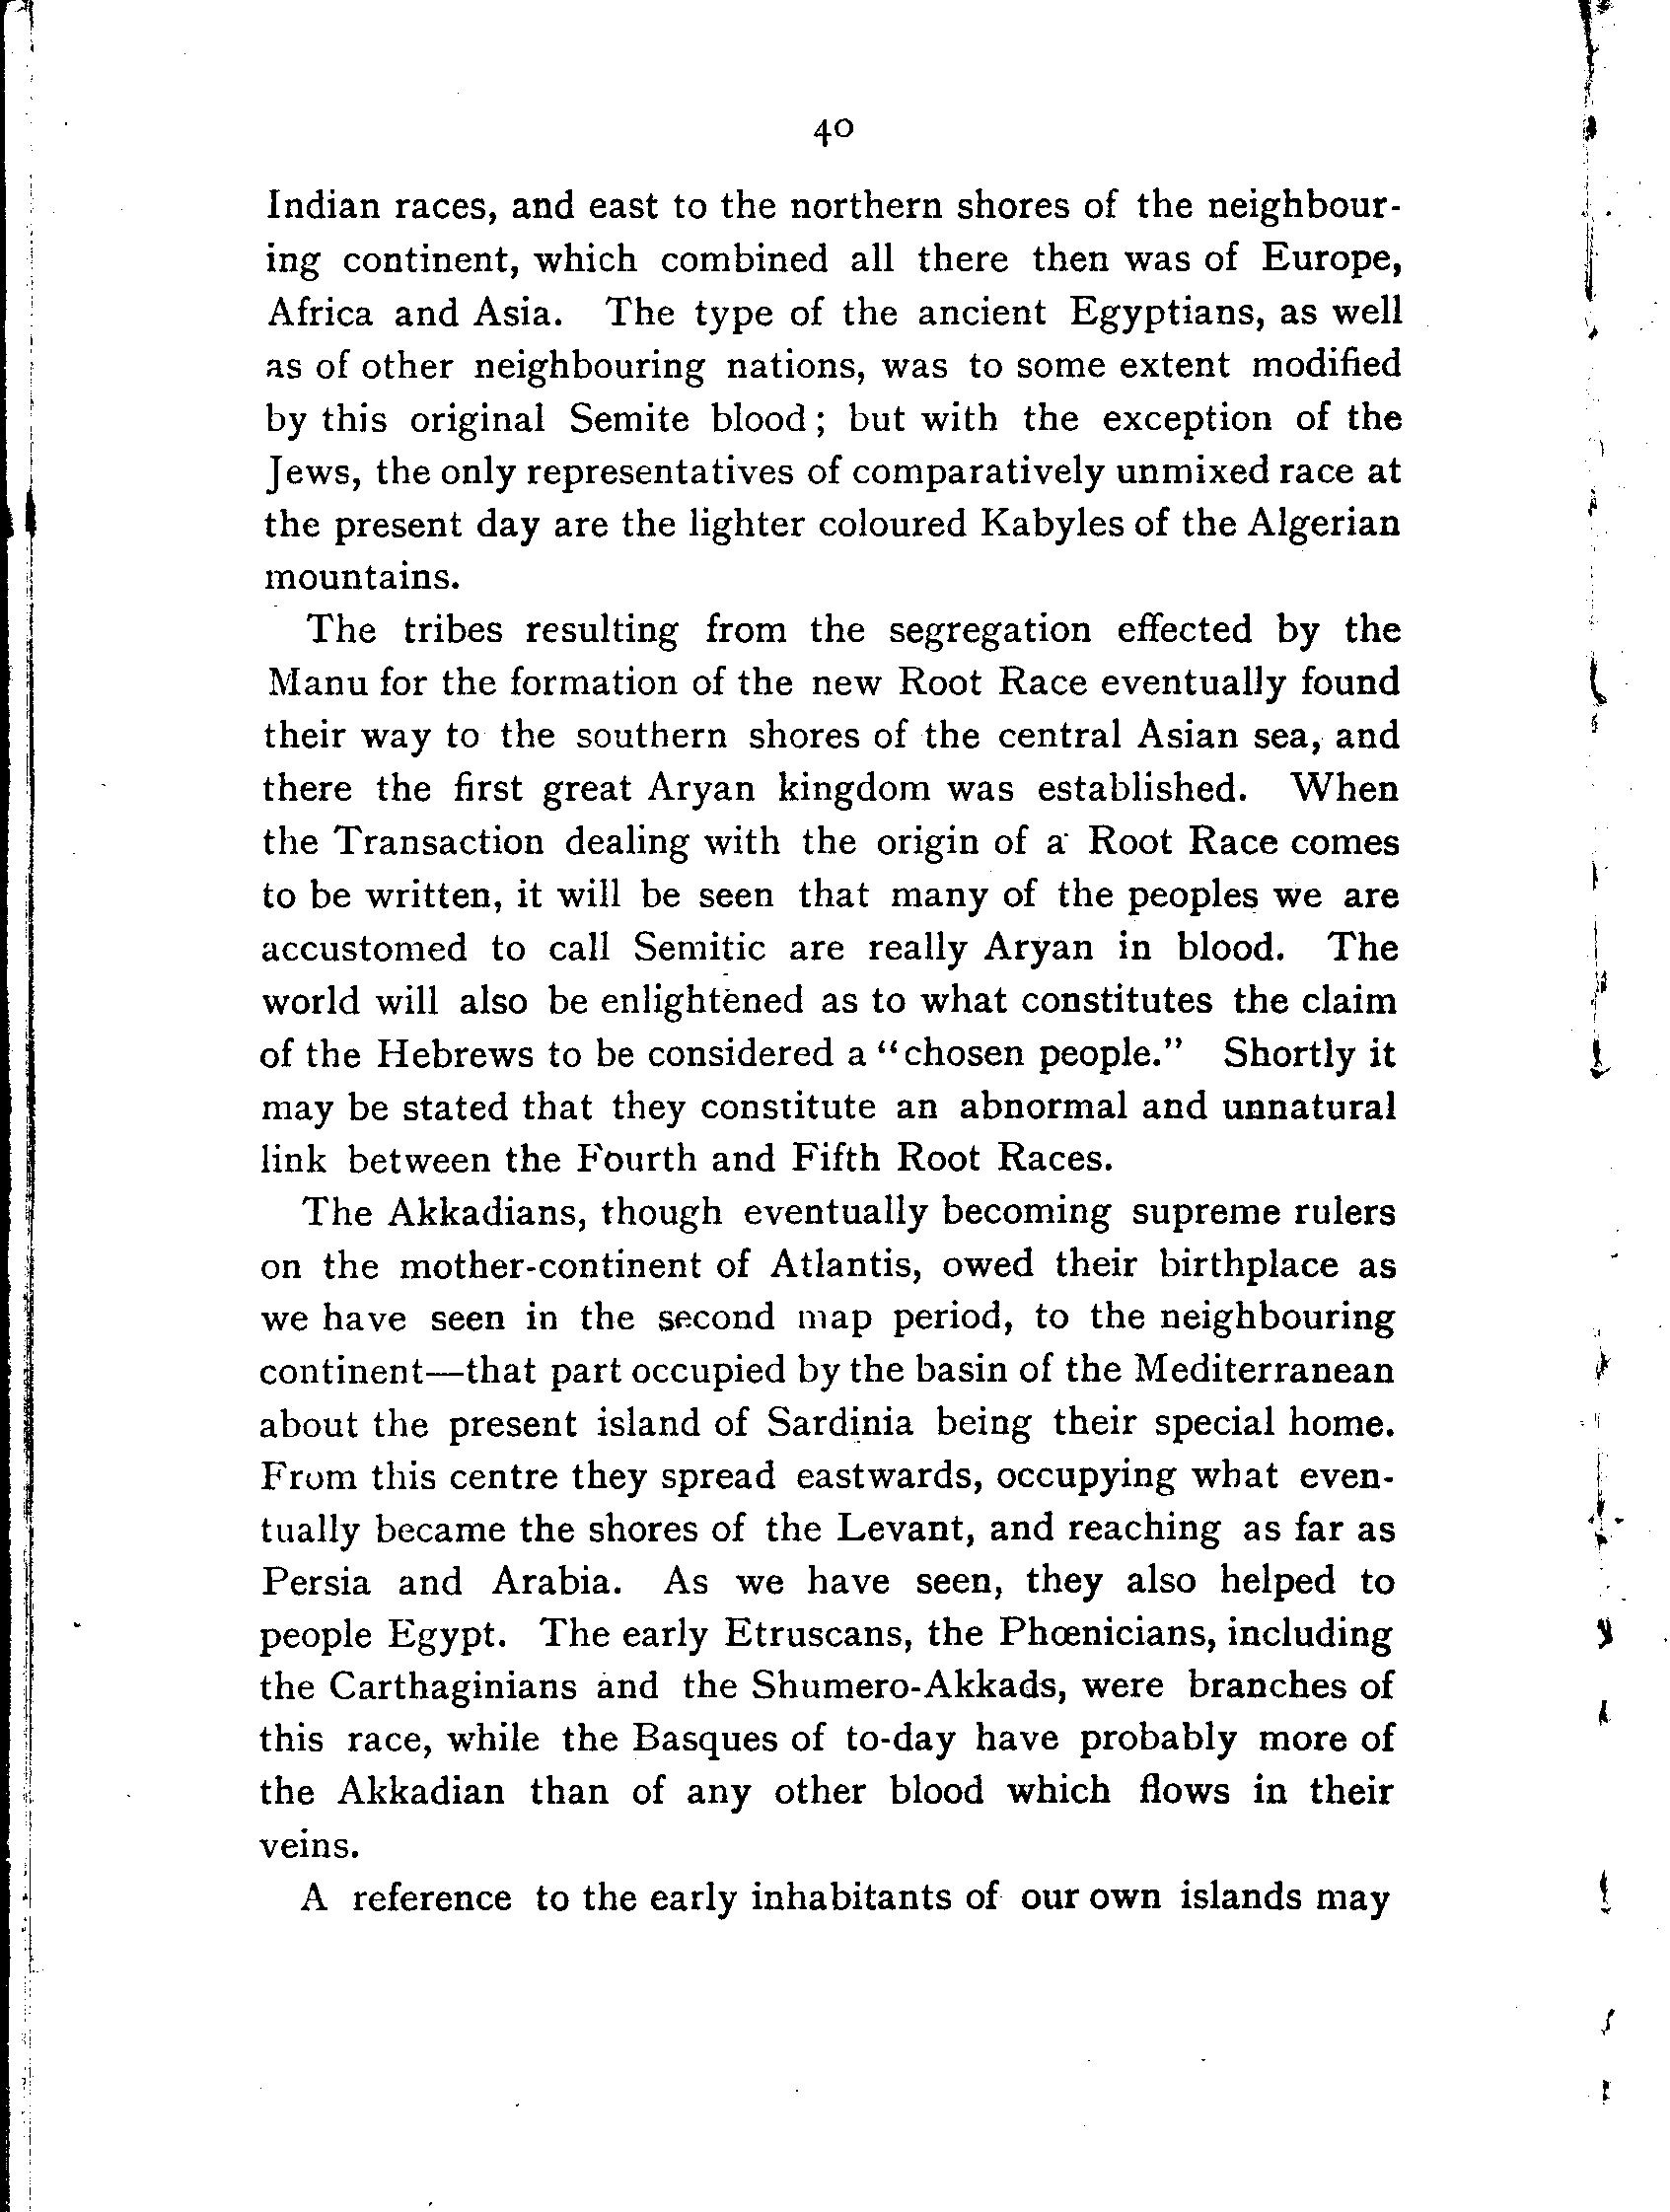 40
Indian races, and east to the northern shores of the neighbour-
ing continent, which combined all there then was of Europe,
Africa and Asia. The type of the ancient Egyptians, as well
as of other neighbouring nations, was to some extent modified
by this original Semite blood; but with the exception of the
Jews, the only representatives of comparatively unmixed race at
the present day are the lighter coloured Kabyles of the Algerian
mountains.
The tribes resulting from the segregation effected by the
Manu for the formation of the new Root Race eventually found
their way to the southern shores of the central Asian sea, and
there the first great Aryan kingdom was established. When
the Transaction dealing with the origin of a Root Race comes
to be written, it will be seen that many of the peoples we are
accustomed to call Semitic are really Aryan in blood. The
world will also be enlightened as to what constitutes the claim
of the Hebrews to be considered a “chosen people.” Shortly it
may be stated that they constitute an abnormal and unnatural
link between the Fourth and Fifth Root Races.
The Akkadians, though eventually becoming supreme rulers
on the mother-continent of Atlantis, owed their birthplace as
we have seen in the second map period, to the neighbouring
continent—that part occupied by the basin of the Mediterranean
about the present island of Sardinia being their special home.
From this centre they spread eastwards, occupying what even-
tually became the shores of the Levant, and reaching as far as
Persia and Arabia. As we have seen, they also helped to
people Egypt. The early Etruscans, the Phœnicians, including
the Carthaginians and the Shumero-Akkads, were branches of
this race, while the Basques of to-day have probably more of
the Akkadian than of any other blood which flows in their
veins.
A reference to the early inhabitants of our own islands may